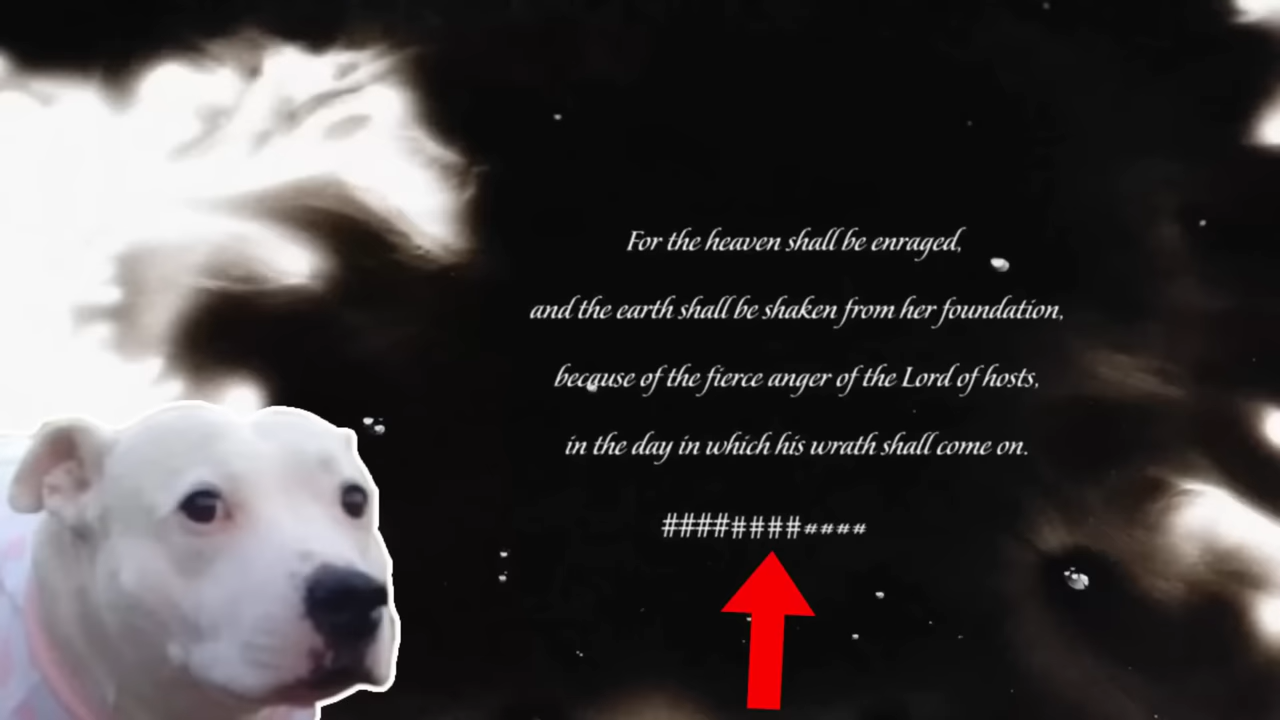 For the heaven shall be enraged,
and the earth shall be shaken from her foundation,
because of the fierce anger of the Lord of hosts,
in the day in which his wrath shall come on.
############